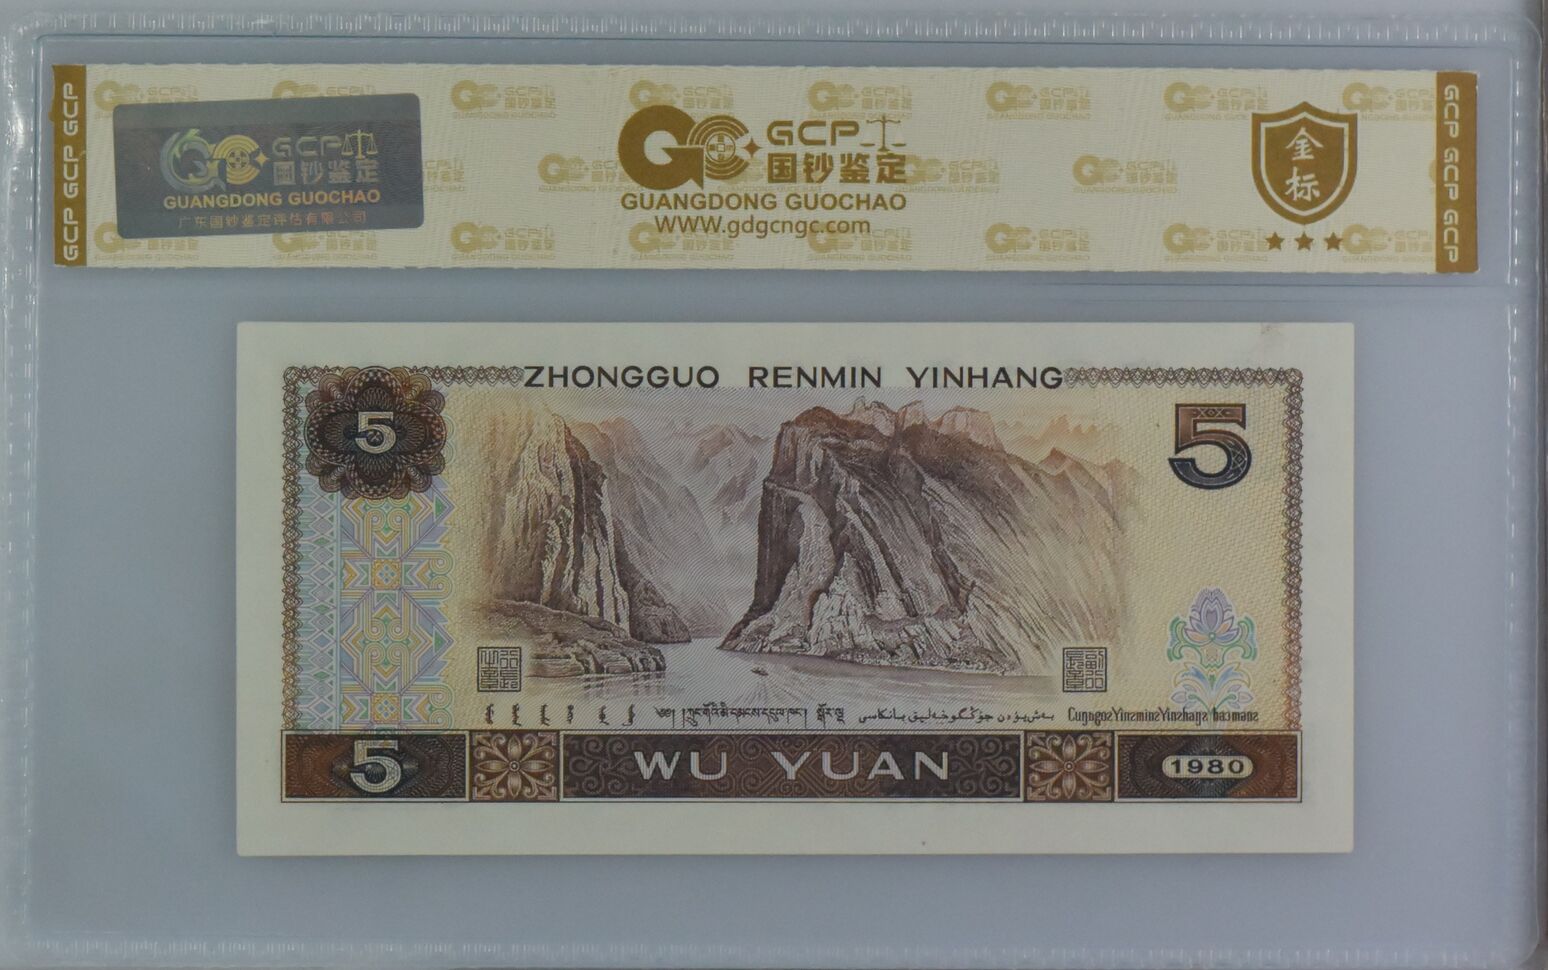 GCP GCP GCP
GCP
国钞鉴定
GUANGDONG GUOCHAO
广东国钞鉴定评估有限公司
GCP
国钞鉴定
GUANGDONG GUOCHAO
WWW.gdgcngc.com
金标
GCP GCP GCP
ZHONGGUO RENMIN YINHANG
5
5
5
WU YUAN
1980